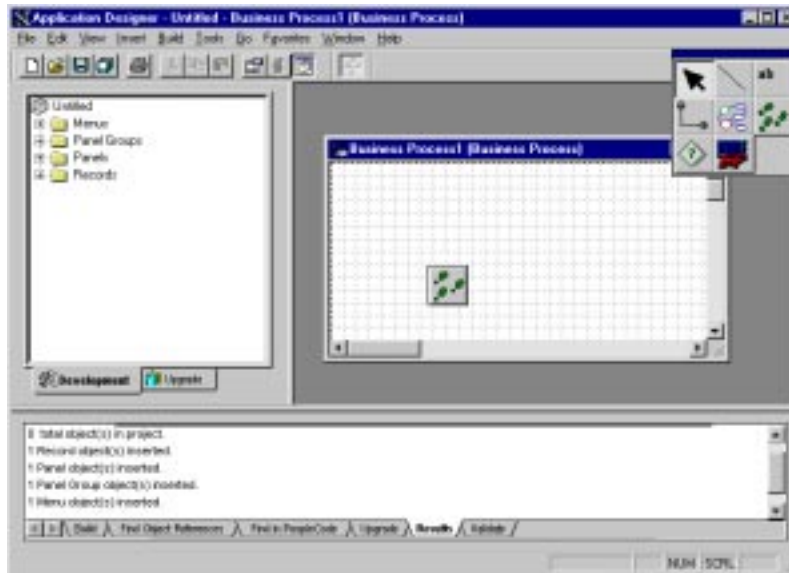 Application Designer - Untitled - Business Process1 (Business Process)
File Edit View Insert Build Tools Go Favorites Window Help
ab
Untitled
Menus
Panel Groups
Panels
Records
Business Process1 (Business Process)
Development Upgrade
0 total object(s) in project.
1 Record object(s) inserted.
1 Panel object(s) inserted.
1 Panel Group object(s) inserted.
1 Menu object(s) inserted.
Build Find Object References Find in PeopleCode Upgrade Results Validate
NUM SCRL